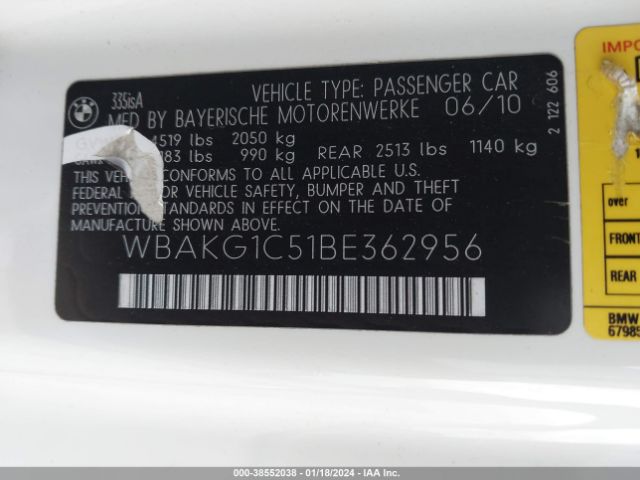 BMW
335isA
VEHICLE TYPE: PASSENGER CAR
MFD BY BAYERISCHE MOTORENWERKE 06/10
4519 lbs 2050 kg
183 lbs 990 kg REAR 2513 lbs 1140 kg
THIS VEH CONFORMS TO ALL APPLICABLE U.S.
FEDERAL OR VEHICLE SAFETY, BUMPER AND THEFT
PREVENTION STANDARDS IN EFFECT ON THE DATE OF
MANUFACTURE SHOWN ABOVE
WBAKG1C51BE362956
2 122 606
IMPO
over
FRONT
REAR
BMW
67985
000-38552038 - 01/18/2024 - IAA Inc.